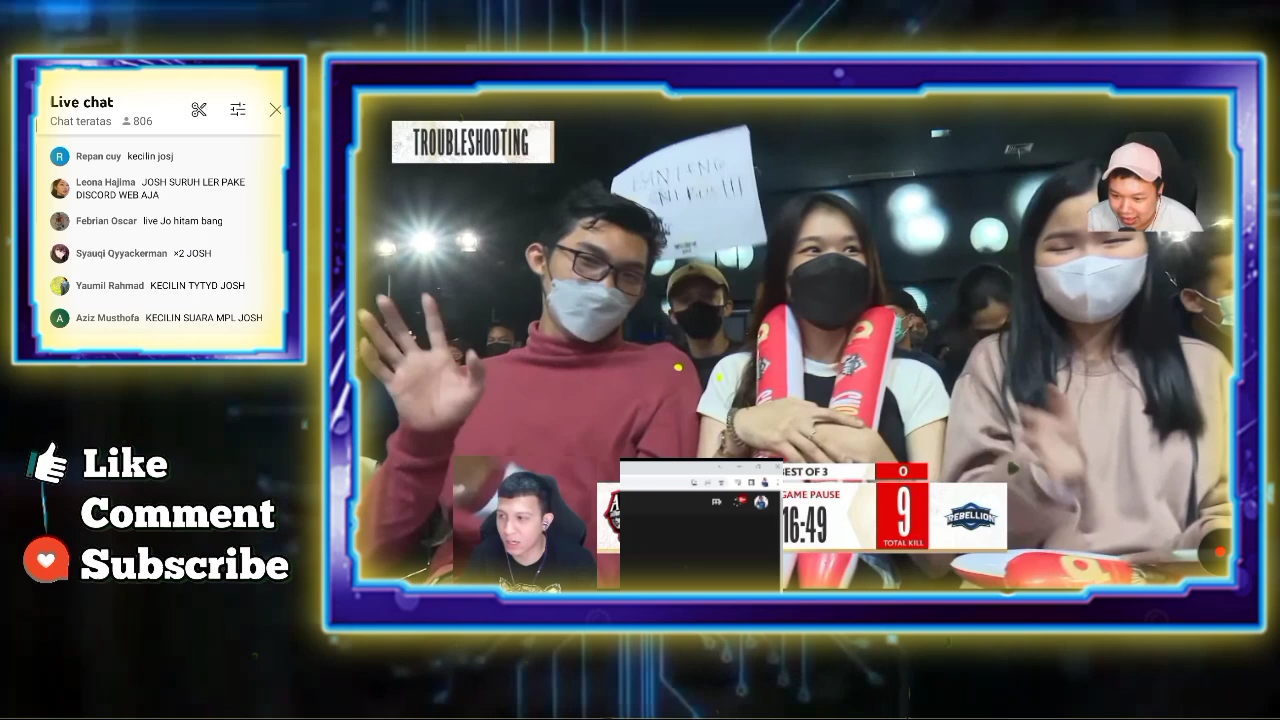 Live chat
Chat teratas 806
R Repan cuy kecilin josj
Leona Hajima JOSH SURUH LER PAKE
DISCORD WEB AJA
Febrian Oscar live Jo hitam bang
Syauqi Qyyackerman ×2 JOSH
Yaumil Rahmad KECILIN TYTYD JOSH
A Aziz Musthofa KECILIN SUARA MPL JOSH
Like
Comment
Subscribe
TROUBLESHOOTING
BEST OF 3
0
GAME PAUSE
16:49
9
TOTAL KILL
REBELLION